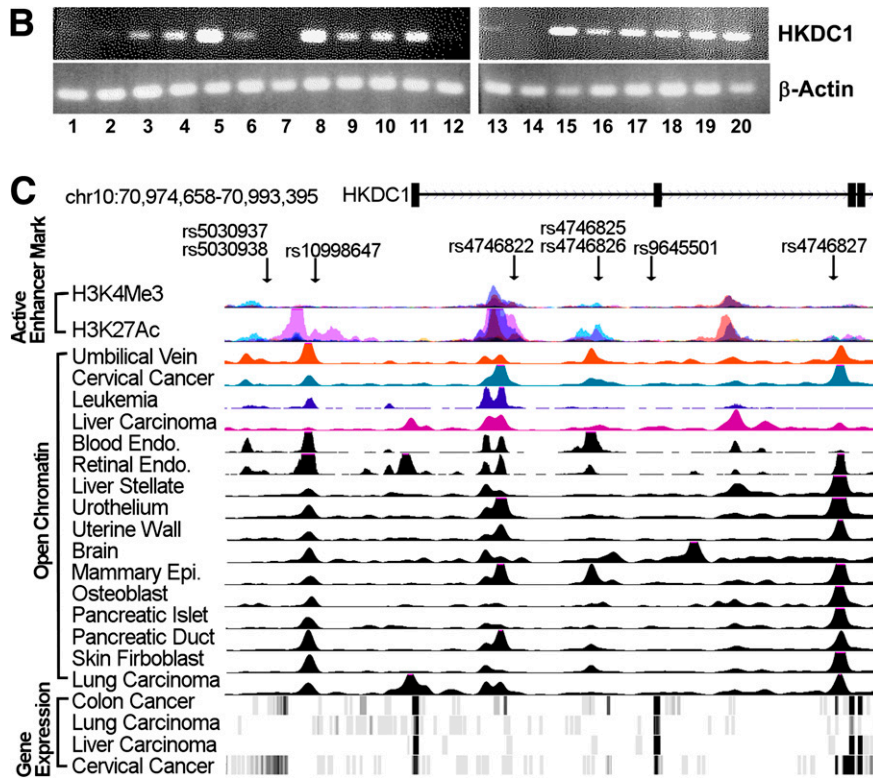 B
HKDC1
β-Actin
1 2 3 4 5 6 7 8 9 10 11 12 13 14 15 16 17 18 19 20
C
chr10:70,974,658-70,993,395 HKDC1
rs5030937
rs5030938
rs10998647
rs4746822
rs4746825
rs4746826
rs9645501
rs4746827
Active
Enhancer Mark
H3K4Me3
H3K27Ac
Open Chromatin
Umbilical Vein
Cervical Cancer
Leukemia
Liver Carcinoma
Blood Endo.
Retinal Endo.
Liver Stellate
Urothelium
Uterine Wall
Brain
Mammary Epi.
Osteoblast
Pancreatic Islet
Pancreatic Duct
Skin Firboblast
Lung Carcinoma
Gene
Expression
Colon Cancer
Lung Carcinoma
Liver Carcinoma
Cervical Cancer